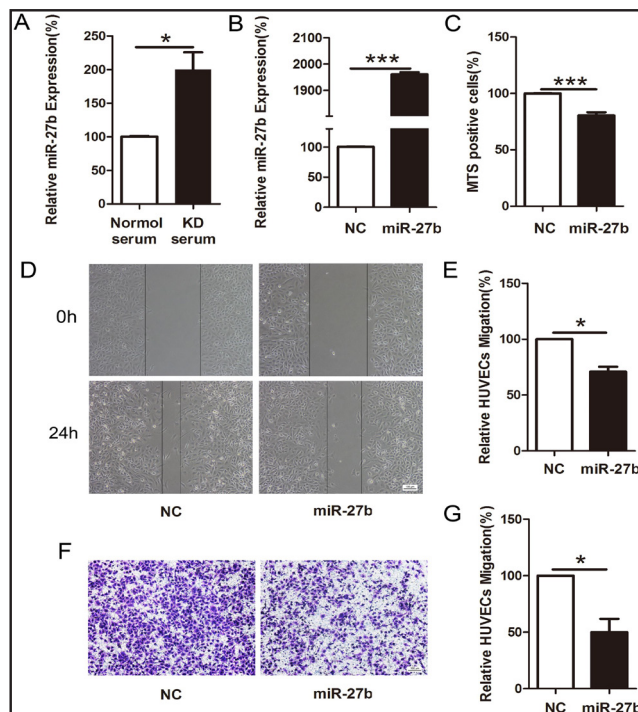 A
Relative miR-27b Expression(%)
250
200
150
100
50
0
*
Normol serum
KD serum
B
Relative miR-27b Expression(%)
2000
1950
1900
150
100
50
0
***
NC
miR-27b
C
MTS positive cells(%)
150
100
50
0
***
NC
miR-27b
D
0h
24h
NC
miR-27b
E
Relative HUVECs Migation(%)
150
100
50
0
*
NC
miR-27b
F
NC
miR-27b
G
Relative HUVECs Migation(%)
150
100
50
0
*
NC
miR-27b